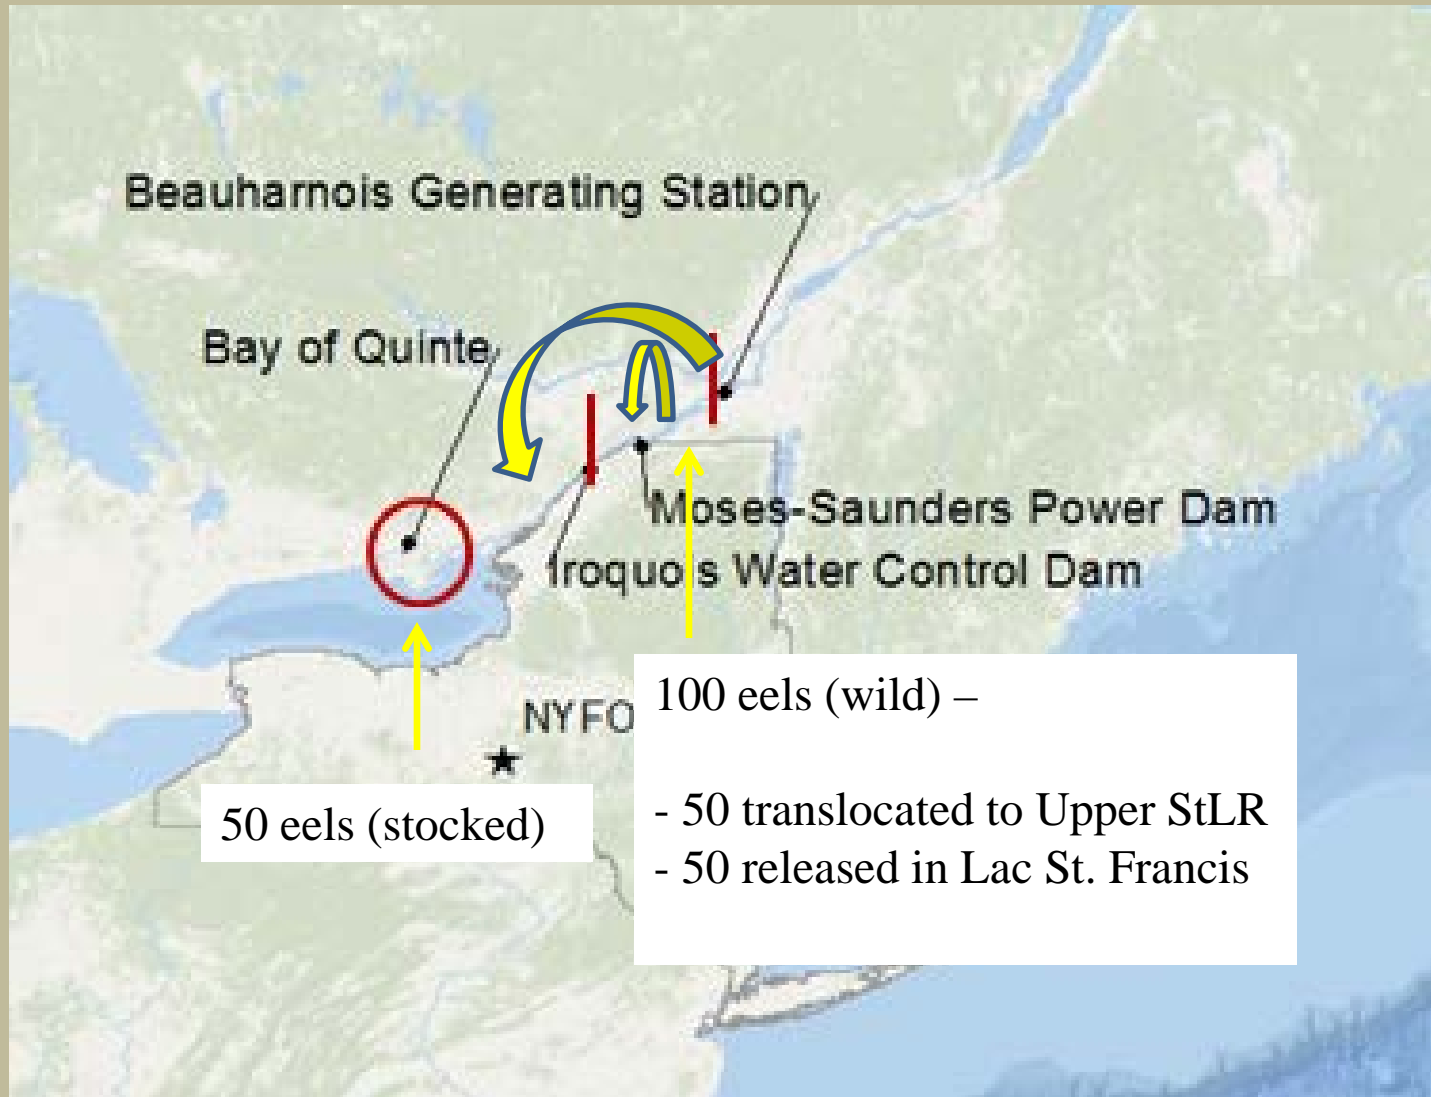 Beauharnois Generating Station
Bay of Quinte
Moses-Saunders Power Dam
Iroquois Water Control Dam
NYFO
100 eels (wild) –
- 50 translocated to Upper StLR
- 50 released in Lac St. Francis
50 eels (stocked)